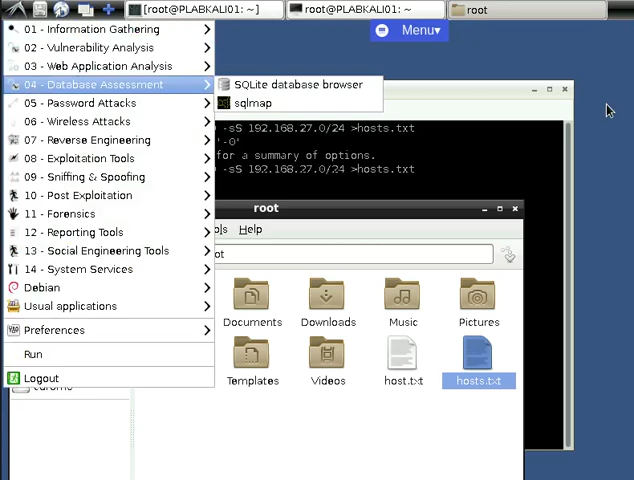 [root@PLABKALI01: ~]
root@PLABKALI01: ~
root
Menu▾
01 - Information Gathering
02 - Vulnerability Analysis
03 - Web Application Analysis
04 - Database Assessment
SQLite database browser
05 - Password Attacks
sqlmap
06 - Wireless Attacks
-sS 192.168.27.0/24 >hosts.txt
07 - Reverse Engineering
'-0'
08 - Exploitation Tools
for a summary of options.
09 - Sniffing & Spoofing
-sS 192.168.27.0/24 >hosts.txt
10 - Post Exploitation
11 - Forensics
root
12 - Reporting Tools
ols Help
13 - Social Engineering Tools
ot
14 - System Services
Debian
Usual applications
Documents Downloads Music Pictures
Preferences
Run
Logout
Templates Videos host.txt hosts.txt